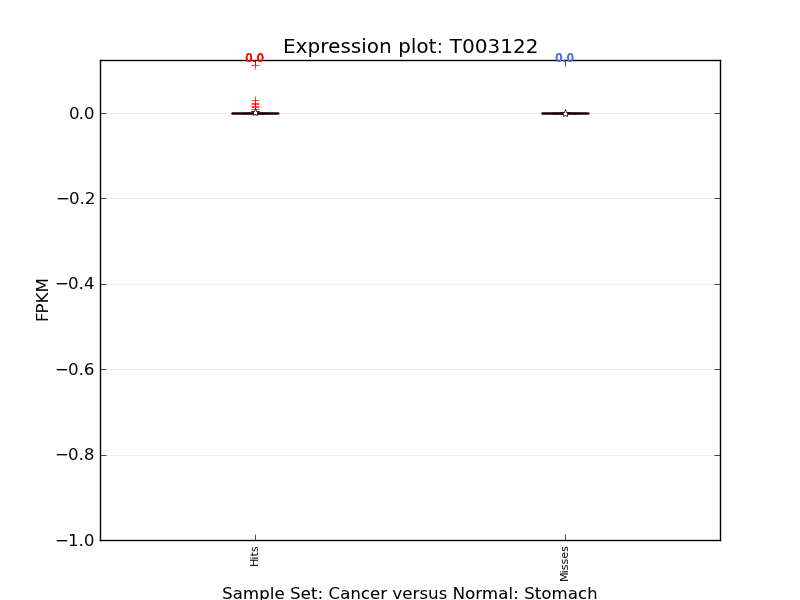 Expression plot: T003122
0.0 0.0
0.0
−0.2
−0.4
−0.6
−0.8
−1.0
FPKM
Hits Misses
Sample Set: Cancer versus Normal: Stomach